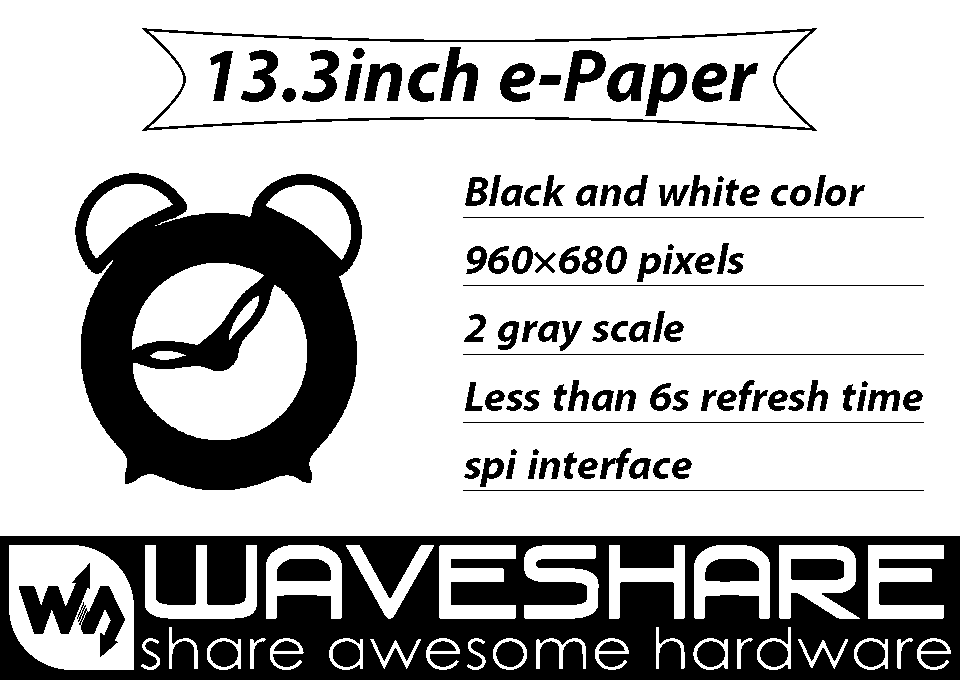 13.3inch e-Paper
Black and white color
960×680 pixels
2 gray scale
Less than 6s refresh time
spi interface
WAVESHARE
share awesome hardware